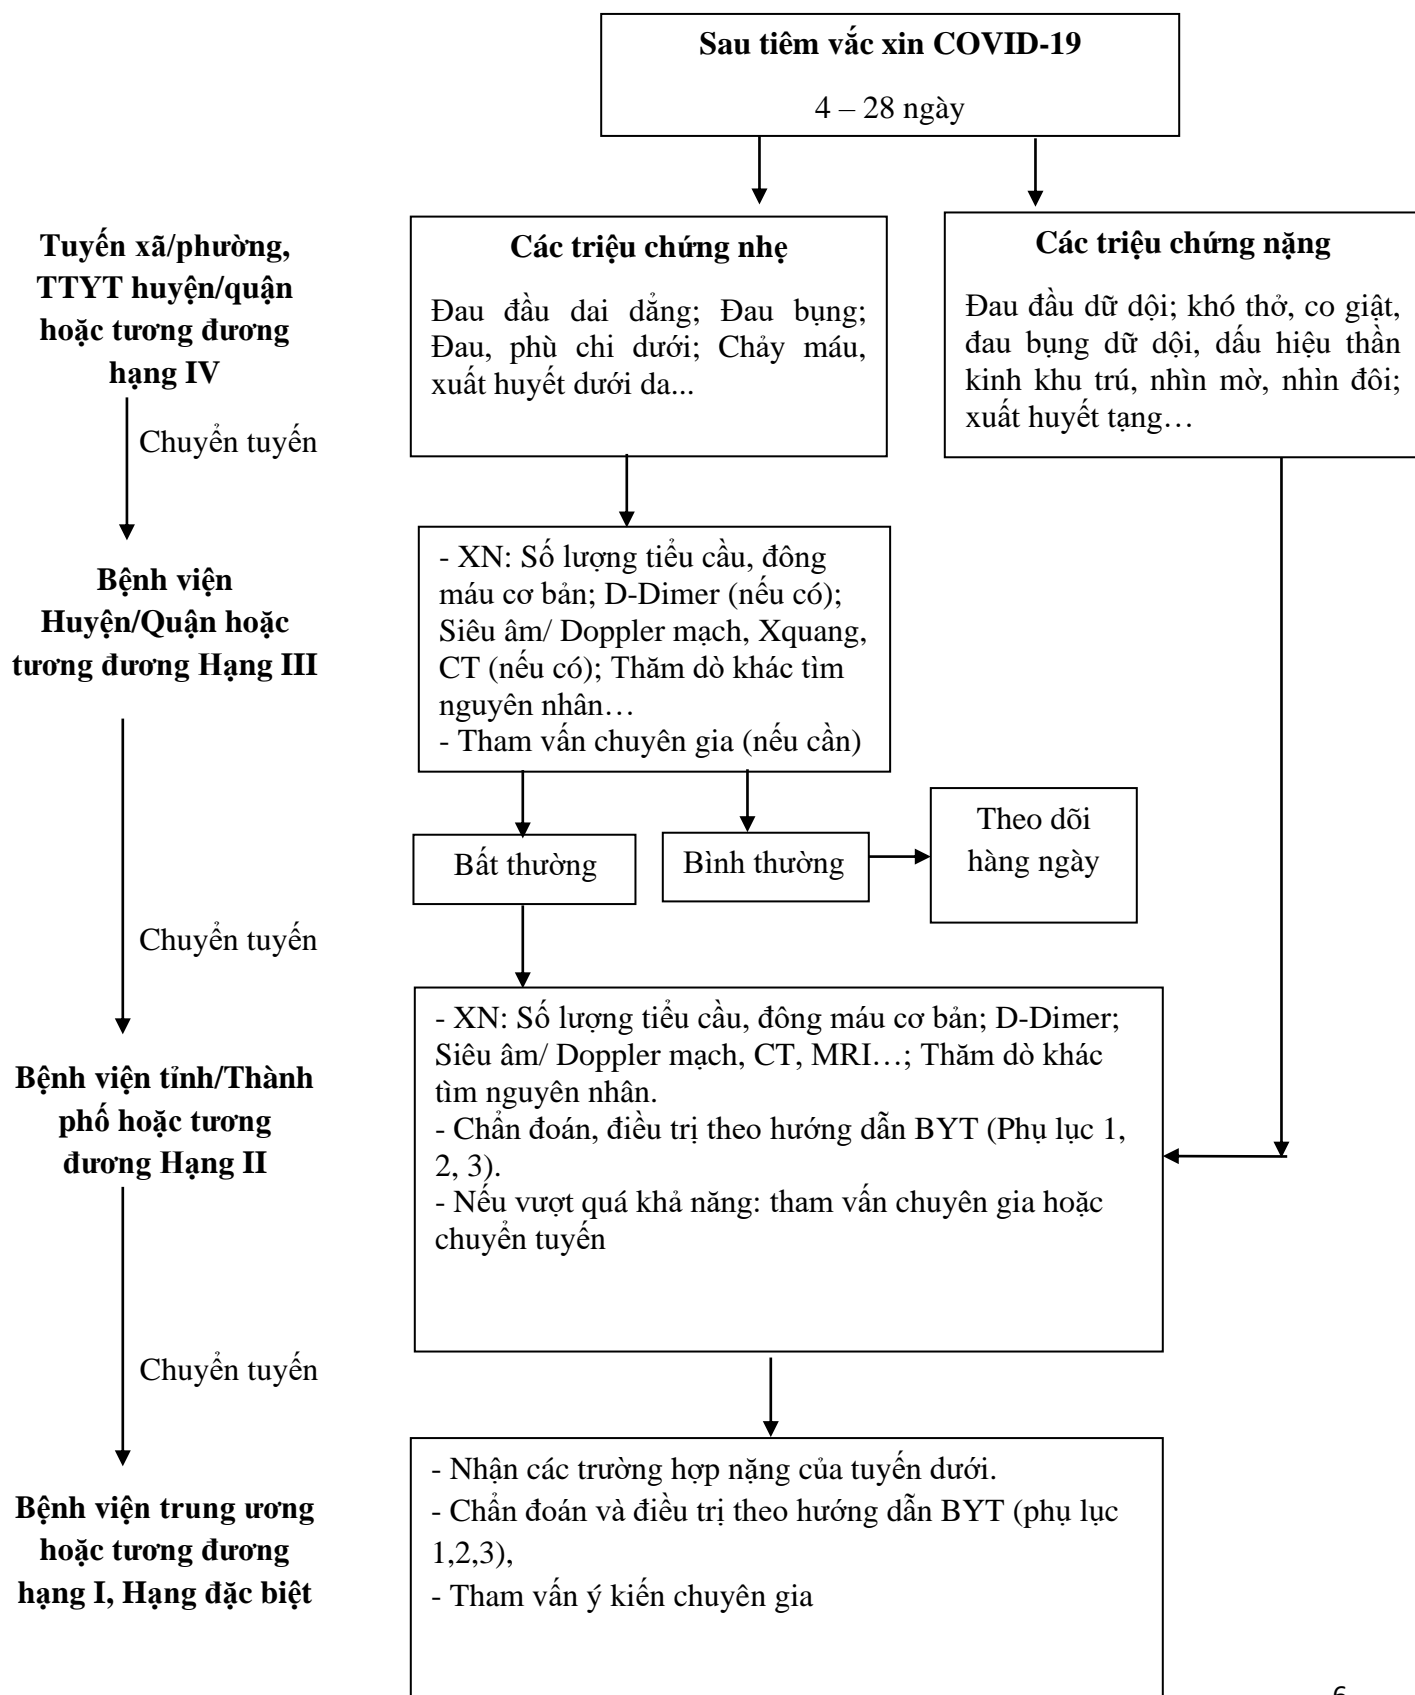 Sau tiêm vắc xin COVID-19
4 – 28 ngày
Tuyến xã/phường,
TTYT huyện/quận
hoặc tương đương
hạng IV
Các triệu chứng nhẹ
Đau đầu dai dẳng; Đau bụng;
Đau, phù chi dưới; Chảy máu,
xuất huyết dưới da...
Các triệu chứng nặng
Đau đầu dữ dội; khó thở, co giật,
đau bụng dữ dội, dấu hiệu thần
kinh khu trú, nhìn mờ, nhìn đôi;
xuất huyết tạng…
Chuyển tuyến
Bệnh viện
Huyện/Quận hoặc
tương đương Hạng III
- XN: Số lượng tiểu cầu, đông
máu cơ bản; D-Dimer (nếu có);
Siêu âm/ Doppler mạch, Xquang,
CT (nếu có); Thăm dò khác tìm
nguyên nhân…
- Tham vấn chuyên gia (nếu cần)
Bất thường
Bình thường
Theo dõi
hàng ngày
Chuyển tuyến
Bệnh viện tỉnh/Thành
phố hoặc tương
đương Hạng II
- XN: Số lượng tiểu cầu, đông máu cơ bản; D-Dimer;
Siêu âm/ Doppler mạch, CT, MRI…; Thăm dò khác
tìm nguyên nhân.
- Chẩn đoán, điều trị theo hướng dẫn BYT (Phụ lục 1,
2, 3).
- Nếu vượt quá khả năng: tham vấn chuyên gia hoặc
chuyển tuyến
Chuyển tuyến
Bệnh viện trung ương
hoặc tương đương
hạng I, Hạng đặc biệt
- Nhận các trường hợp nặng của tuyến dưới.
- Chẩn đoán và điều trị theo hướng dẫn BYT (phụ lục
1,2,3),
- Tham vấn ý kiến chuyên gia